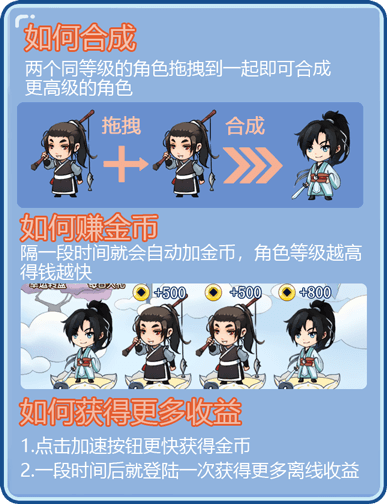 如何合成
两个同等级的角色拖拽到一起即可合成
更高级的角色
拖拽
合成
如何赚金币
隔一段时间就会自动加金币，角色等级越高
得钱越快
+500
+500
+800
如何获得更多收益
1.点击加速按钮更快获得金币
2.一段时间后就登陆一次获得更多离线收益